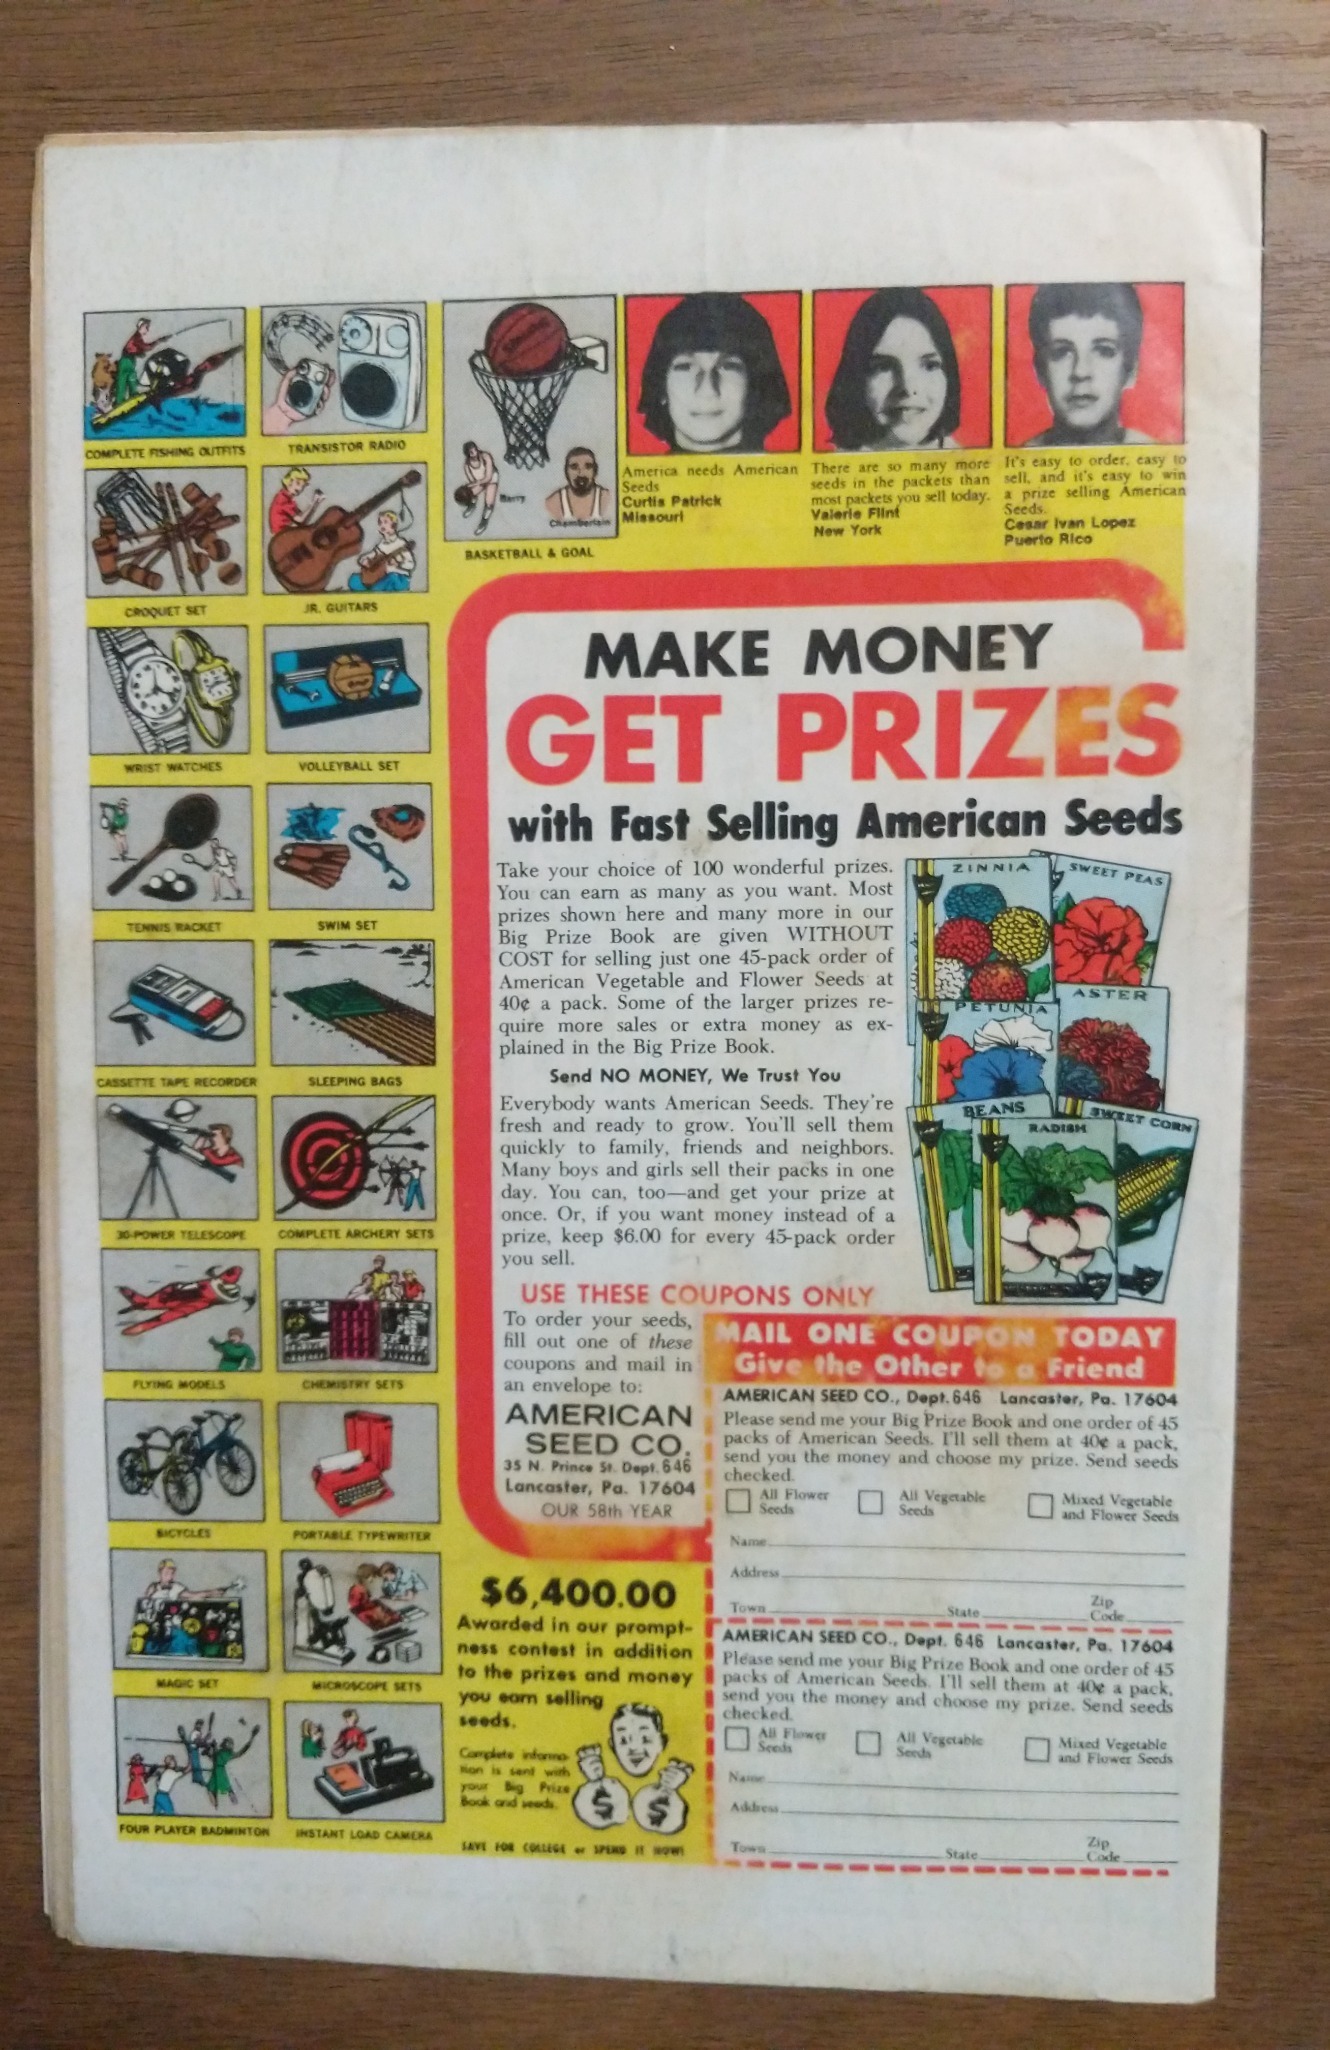 COMPLETE FISHING OUTFITS
TRANSISTOR RADIO
Barry
Chamberlain
BASKETBALL & GOAL
America needs American
Seeds
Curtis Patrick
Missouri
There are so many more
seeds in the packets than
most packets you sell today.
Valerie Flint
New York
It's easy to order, easy to
sell, and it's easy to win
a prize selling American
Seeds.
Cesar Ivan Lopez
Puerto Rico
CROQUET SET
JR. GUITARS
WRIST WATCHES
VOLLEYBALL SET
TENNIS RACKET
SWIM SET
CASSETTE TAPE RECORDER
SLEEPING BAGS
30-POWER TELESCOPE
COMPLETE ARCHERY SETS
FLYING MODELS
CHEMISTRY SETS
BICYCLES
PORTABLE TYPEWRITER
MAGIC SET
MICROSCOPE SETS
FOUR PLAYER BADMINTON
INSTANT LOAD CAMERA
MAKE MONEY
GET PRIZES
with Fast Selling American Seeds
Take your choice of 100 wonderful prizes.
You can earn as many as you want. Most
prizes shown here and many more in our
Big Prize Book are given WITHOUT
COST for selling just one 45-pack order of
American Vegetable and Flower Seeds at
40¢ a pack. Some of the larger prizes re-
quire more sales or extra money as ex-
plained in the Big Prize Book.
Send NO MONEY, We Trust You
Everybody wants American Seeds. They're
fresh and ready to grow. You'll sell them
quickly to family, friends and neighbors.
Many boys and girls sell their packs in one
day. You can, too—and get your prize at
once. Or, if you want money instead of a
prize, keep $6.00 for every 45-pack order
you sell.
ZINNIA
SWEET PEAS
PETUNIA
ASTER
BEANS
RADISH
SWEET CORN
USE THESE COUPONS ONLY
To order your seeds,
fill out one of these
coupons and mail in
an envelope to:
AMERICAN
SEED CO.
35 N. Prince St. Dept. 646
Lancaster, Pa. 17604
OUR 58th YEAR
$6,400.00
Awarded in our prompt-
ness contest in addition
to the prizes and money
you earn selling
seeds.
Complete informa-
tion is sent with
your Big Prize
Book and seeds.
$ $
SAVE FOR COLLEGE or SPEND IT NOW!
MAIL ONE COUPON TODAY
Give the Other to a Friend
AMERICAN SEED CO., Dept. 646 Lancaster, Pa. 17604
Please send me your Big Prize Book and one order of 45
packs of American Seeds. I'll sell them at 40¢ a pack,
send you the money and choose my prize. Send seeds
checked.
All Flower
Seeds
All Vegetable
Seeds
Mixed Vegetable
and Flower Seeds
Name
Address
Town State Zip
Code
AMERICAN SEED CO., Dept. 646 Lancaster, Pa. 17604
Please send me your Big Prize Book and one order of 45
packs of American Seeds. I'll sell them at 40¢ a pack,
send you the money and choose my prize. Send seeds
checked.
All Flower
Seeds
All Vegetable
Seeds
Mixed Vegetable
and Flower Seeds
Name
Address
Town State Zip
Code